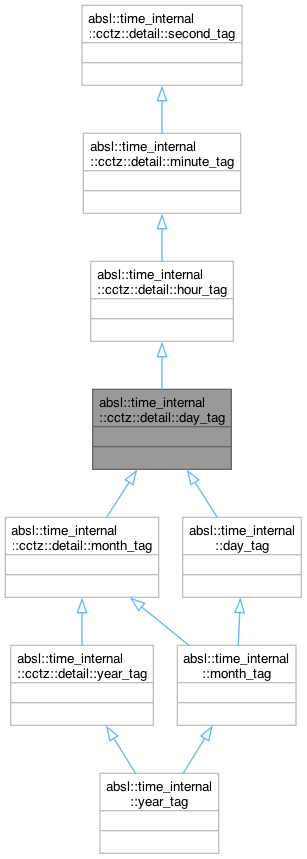 absl::time_internal
::cctz::detail::second_tag
absl::time_internal
::cctz::detail::minute_tag
absl::time_internal
::cctz::detail::hour_tag
absl::time_internal
::cctz::detail::day_tag
absl::time_internal
::cctz::detail::month_tag
absl::time_internal
::day_tag
absl::time_internal
::cctz::detail::year_tag
absl::time_internal
::month_tag
absl::time_internal
::year_tag